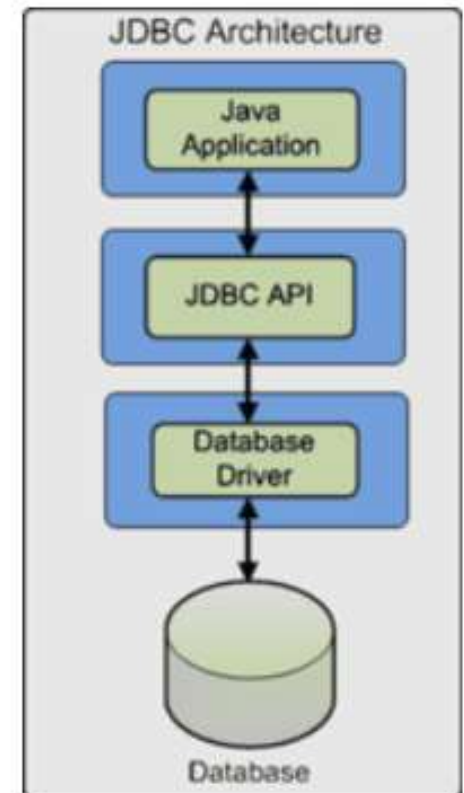 JDBC Architecture
Java
Application
JDBC API
Database
Driver
Database